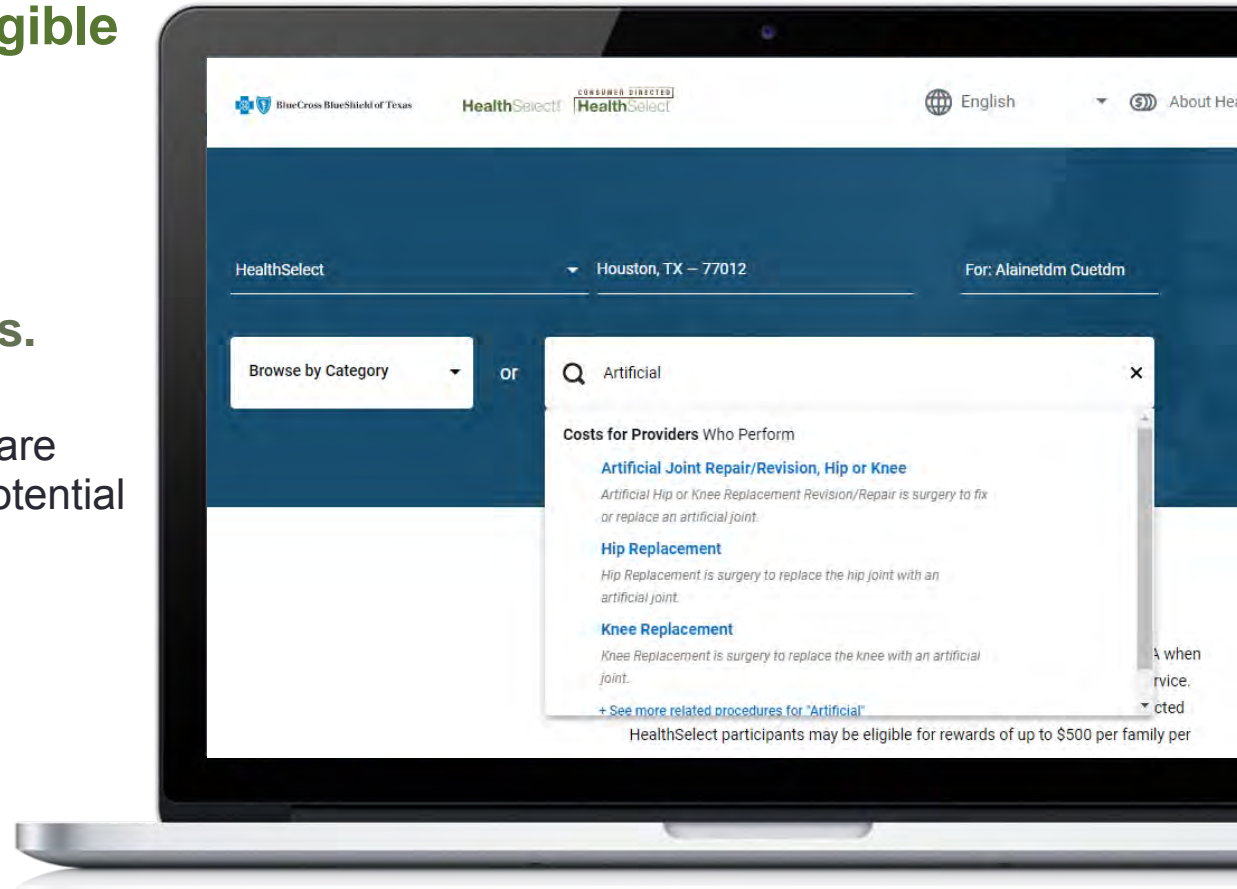 gible
s.
are
otential
BlueCross BlueShield of Texas
HealthSelect
CONSUMER DIRECTED
HealthSelect
English
About Hea
HealthSelect
Houston, TX – 77012
For: Alainetdm Cuetdm
Browse by Category
or
Artificial
×
Costs for Providers Who Perform
Artificial Joint Repair/Revision, Hip or Knee
Artificial Hip or Knee Replacement Revision/Repair is surgery to fix
or replace an artificial joint.
Hip Replacement
Hip Replacement is surgery to replace the hip joint with an
artificial joint.
Knee Replacement
Knee Replacement is surgery to replace the knee with an artificial
joint.
+ See more related procedures for "Artificial"
A when
rvice.
cted
HealthSelect participants may be eligible for rewards of up to $500 per family per